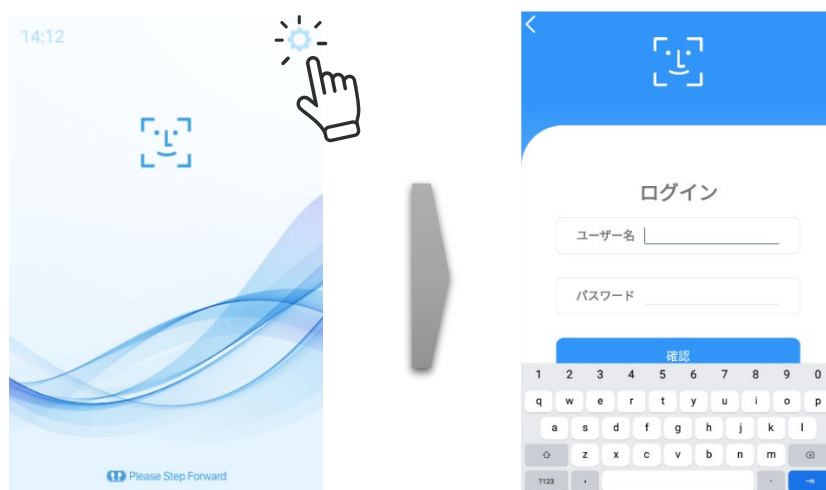 14:12
Please Step Forward
ログイン
ユーザー名
パスワード
確認
1 2 3 4 5 6 7 8 9 0
q w e r t y u i o p
a s d f g h j k l
z x c v b n m
?123 , .